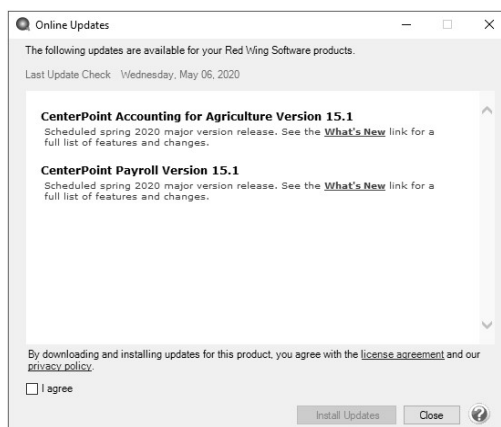 Online Updates
The following updates are available for your Red Wing Software products.
Last Update Check Wednesday, May 06, 2020
CenterPoint Accounting for Agriculture Version 15.1
Scheduled spring 2020 major version release. See the What's New link for a
full list of features and changes.
CenterPoint Payroll Version 15.1
Scheduled spring 2020 major version release. See the What's New link for a
full list of features and changes.
By downloading and installing updates for this product, you agree with the license agreement and our
privacy policy.
I agree
Install Updates Close ?